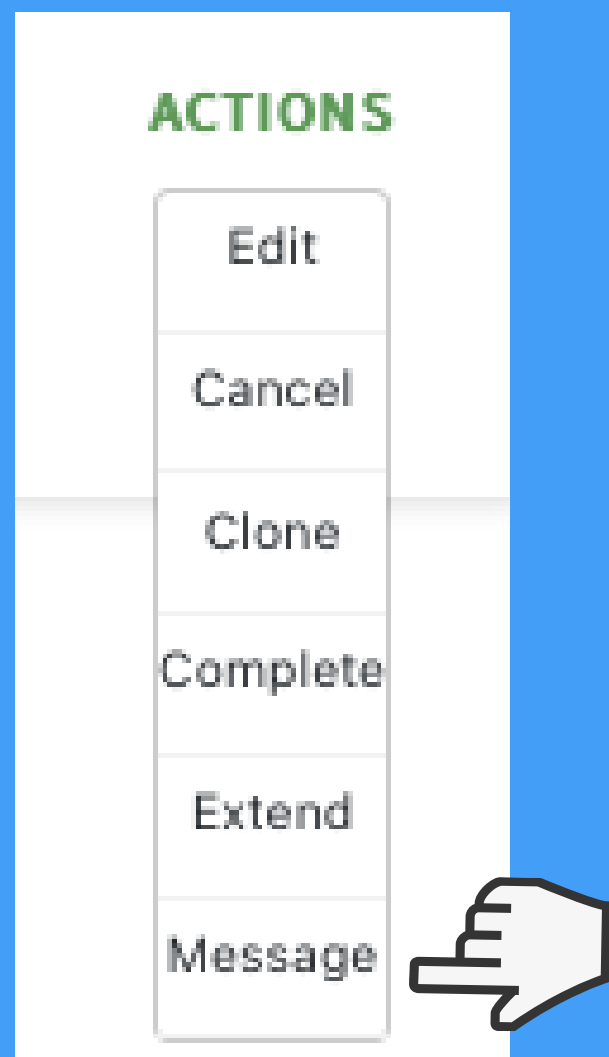 ACTIONS
Edit
Cancel
Clone
Complete
Extend
Message